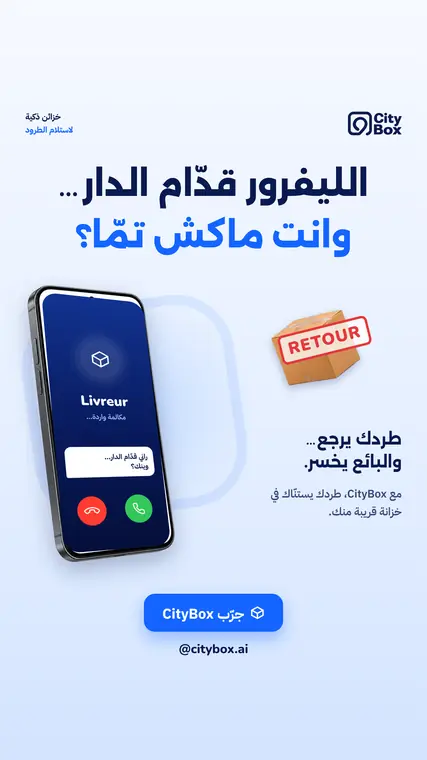 خزائن ذكية
لاستلام الطرود
City
Box
الليفرور قدّام الدار...
وانت ماكش تمّا؟
Livreur
مكالمة واردة...
راني قدّام الدار...
وينك؟
RETOUR
طردك يرجع...
والبائع يخسر.
مع CityBox، طردك يستنّاك في
خزانة قريبة منك.
جرّب CityBox
@citybox.ai